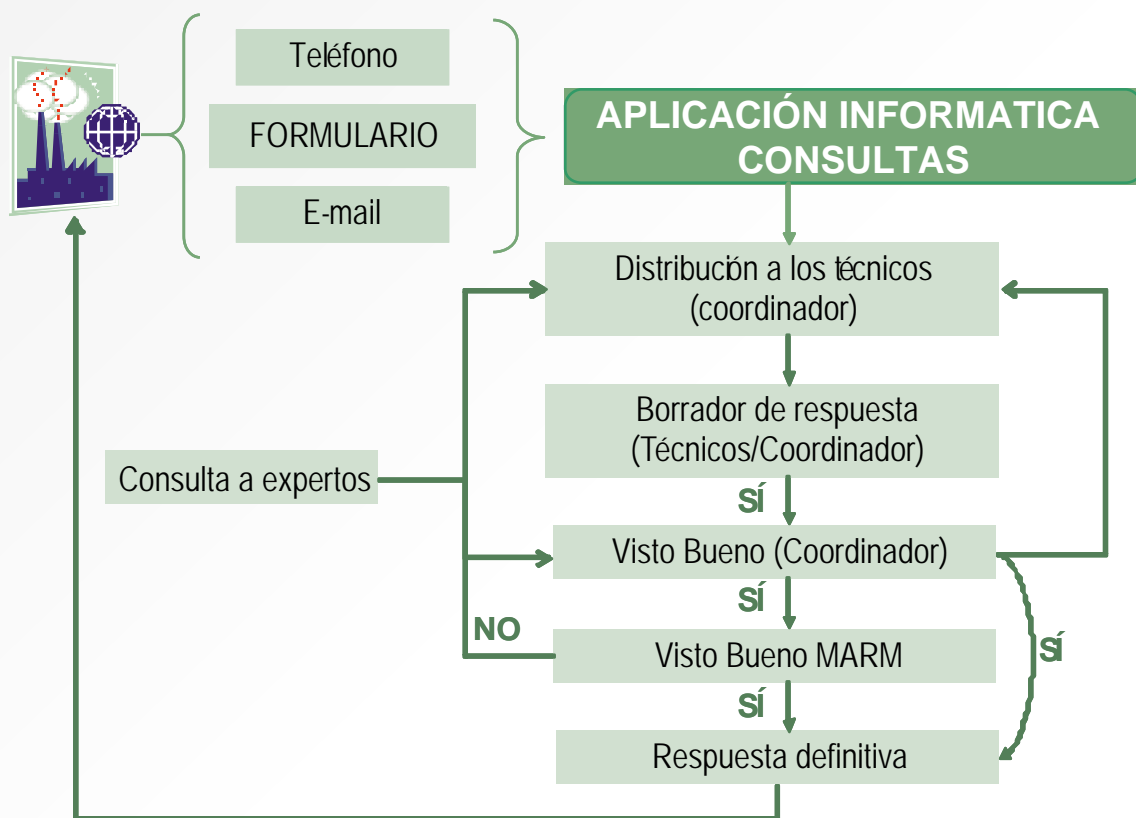 Teléfono
FORMULARIO
E-mail
APLICACIÓN INFORMATICA
CONSULTAS
Distribución a los técnicos
(coordinador)
Borrador de respuesta
(Técnicos/Coordinador)
Consulta a expertos
SÍ
Visto Bueno (Coordinador)
SÍ
NO
Visto Bueno MARM
SÍ
SÍ
Respuesta definitiva